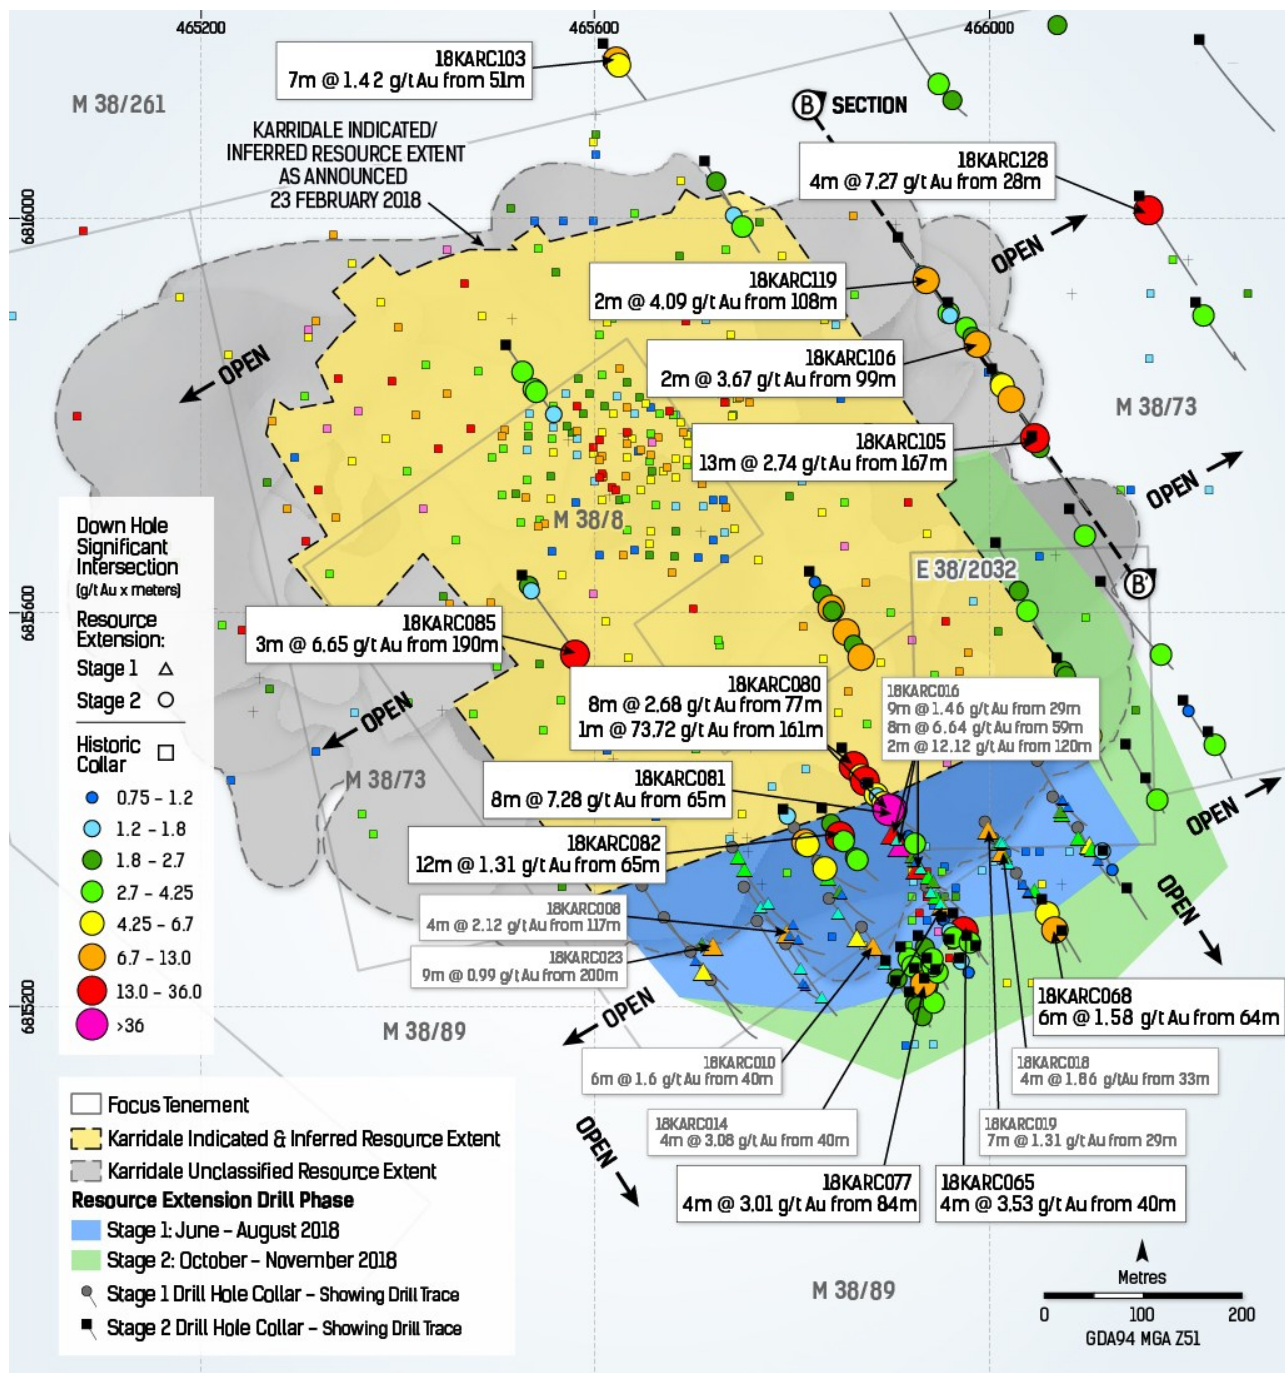 465200
465600
466000
18KARC103
7m @ 1.42 g/t Au from 51m
M 38/261
B
SECTION
KARRIDALE INDICATED/
INFERRED RESOURCE EXTENT
AS ANNOUNCED
23 FEBRUARY 2018
18KARC128
4m @ 7.27 g/t Au from 28m
6816000
OPEN
18KARC119
2m @ 4.09 g/t Au from 108m
OPEN
18KARC106
2m @ 3.67 g/t Au from 99m
M 38/73
18KARC105
13m @ 2.74 g/t Au from 167m
OPEN
M 38/8
E 38/2032
B'
6815600
18KARC085
3m @ 6.65 g/t Au from 190m
18KARC080
8m @ 2.68 g/t Au from 77m
1m @ 73.72 g/t Au from 161m
18KARC016
9m @ 1.46 g/t Au from 29m
8m @ 6.64 g/t Au from 59m
2m @ 12.12 g/t Au from 120m
OPEN
M 38/73
18KARC081
8m @ 7.28 g/t Au from 65m
OPEN
18KARC082
12m @ 1.31 g/t Au from 65m
18KARC008
4m @ 2.12 g/t Au from 117m
OPEN
18KARC023
9m @ 0.99 g/t Au from 200m
Down Hole
Significant
Intersection
(g/t Au x meters)
Resource
Extension:
Stage 1
Stage 2
Historic
Collar
0.75 – 1.2
1.2 – 1.8
1.8 – 2.7
2.7 – 4.25
4.25 – 6.7
6.7 – 13.0
13.0 – 36.0
>36
6815200
OPEN
M 38/89
18KARC068
6m @ 1.58 g/t Au from 64m
18KARC010
6m @ 1.6 g/t Au from 40m
18KARC018
4m @ 1.86 g/t Au from 33m
18KARC014
4m @ 3.08 g/t Au from 40m
18KARC019
7m @ 1.31 g/t Au from 29m
OPEN
18KARC077
4m @ 3.01 g/t Au from 84m
18KARC065
4m @ 3.53 g/t Au from 40m
Focus Tenement
Karridale Indicated & Inferred Resource Extent
Karridale Unclassified Resource Extent
Resource Extension Drill Phase
Stage 1: June – August 2018
Stage 2: October – November 2018
Stage 1 Drill Hole Collar – Showing Drill Trace
Stage 2 Drill Hole Collar – Showing Drill Trace
M 38/89
Metres
0 100 200
GDA94 MGA Z51